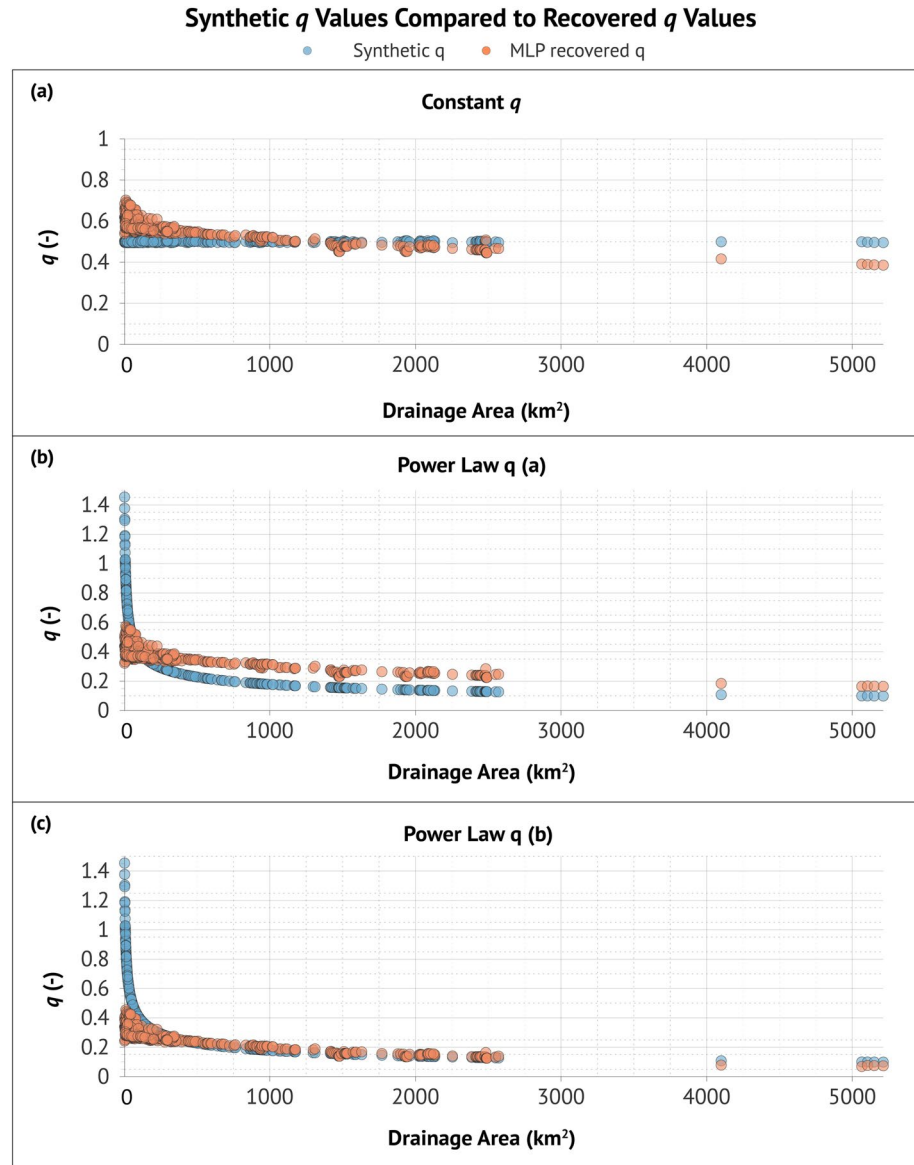 Synthetic q Values Compared to Recovered q Values
Synthetic q MLP recovered q
(a)
Constant q
1
0.8
0.6
0.4
0.2
0
q (-)
0 1000 2000 3000 4000 5000
Drainage Area (km²)
(b)
Power Law q (a)
1.4
1.2
1
0.8
0.6
0.4
0.2
0
q (-)
0 1000 2000 3000 4000 5000
Drainage Area (km²)
(c)
Power Law q (b)
1.4
1.2
1
0.8
0.6
0.4
0.2
0
q (-)
0 1000 2000 3000 4000 5000
Drainage Area (km²)